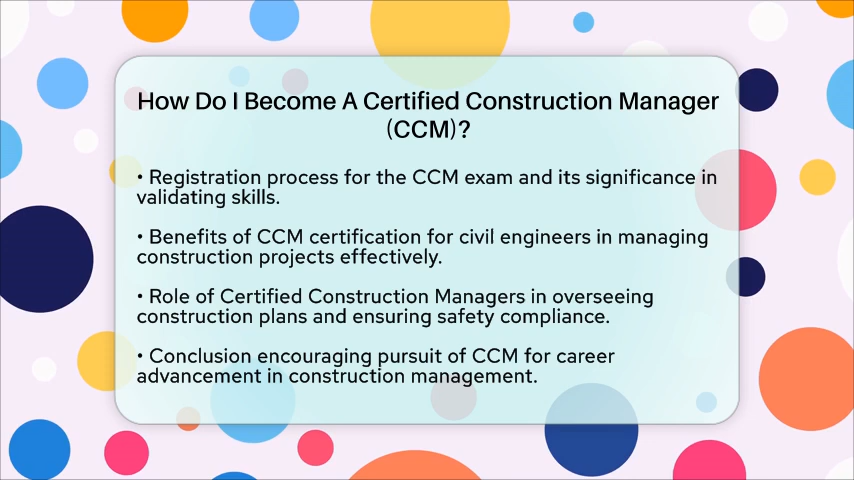 How Do I Become A Certified Construction Manager
(CCM)?
• Registration process for the CCM exam and its significance in
validating skills.
• Benefits of CCM certification for civil engineers in managing
construction projects effectively.
• Role of Certified Construction Managers in overseeing
construction plans and ensuring safety compliance.
• Conclusion encouraging pursuit of CCM for career
advancement in construction management.